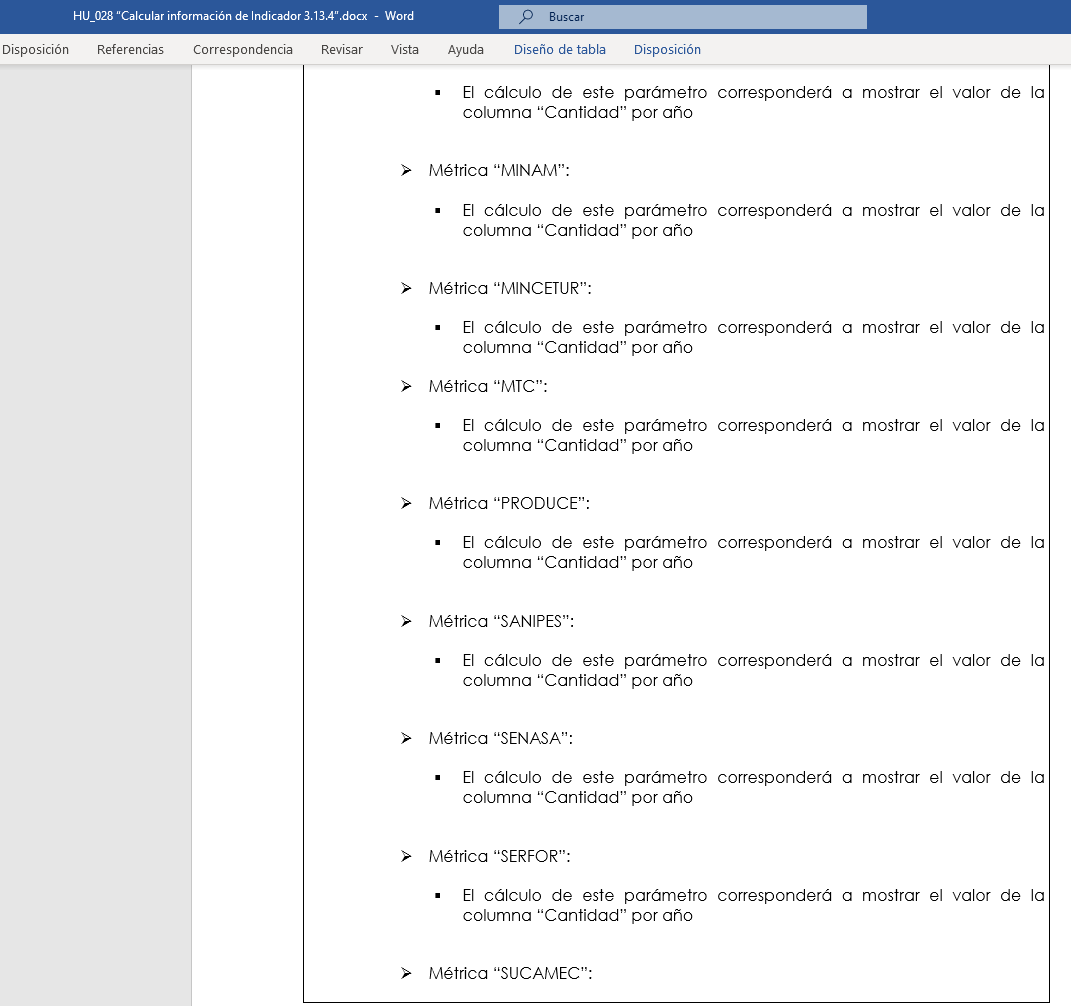 HU_028 "Calcular información de Indicador 3.13.4".docx - Word
Buscar
Disposición Referencias Correspondencia Revisar Vista Ayuda Diseño de tabla Disposición
▪ El cálculo de este parámetro corresponderá a mostrar el valor de la
columna “Cantidad” por año
➢ Métrica “MINAM”:
▪ El cálculo de este parámetro corresponderá a mostrar el valor de la
columna “Cantidad” por año
➢ Métrica “MINCETUR”:
▪ El cálculo de este parámetro corresponderá a mostrar el valor de la
columna “Cantidad” por año
➢ Métrica “MTC”:
▪ El cálculo de este parámetro corresponderá a mostrar el valor de la
columna “Cantidad” por año
➢ Métrica “PRODUCE”:
▪ El cálculo de este parámetro corresponderá a mostrar el valor de la
columna “Cantidad” por año
➢ Métrica “SANIPES”:
▪ El cálculo de este parámetro corresponderá a mostrar el valor de la
columna “Cantidad” por año
➢ Métrica “SENASA”:
▪ El cálculo de este parámetro corresponderá a mostrar el valor de la
columna “Cantidad” por año
➢ Métrica “SERFOR”:
▪ El cálculo de este parámetro corresponderá a mostrar el valor de la
columna “Cantidad” por año
➢ Métrica “SUCAMEC”: